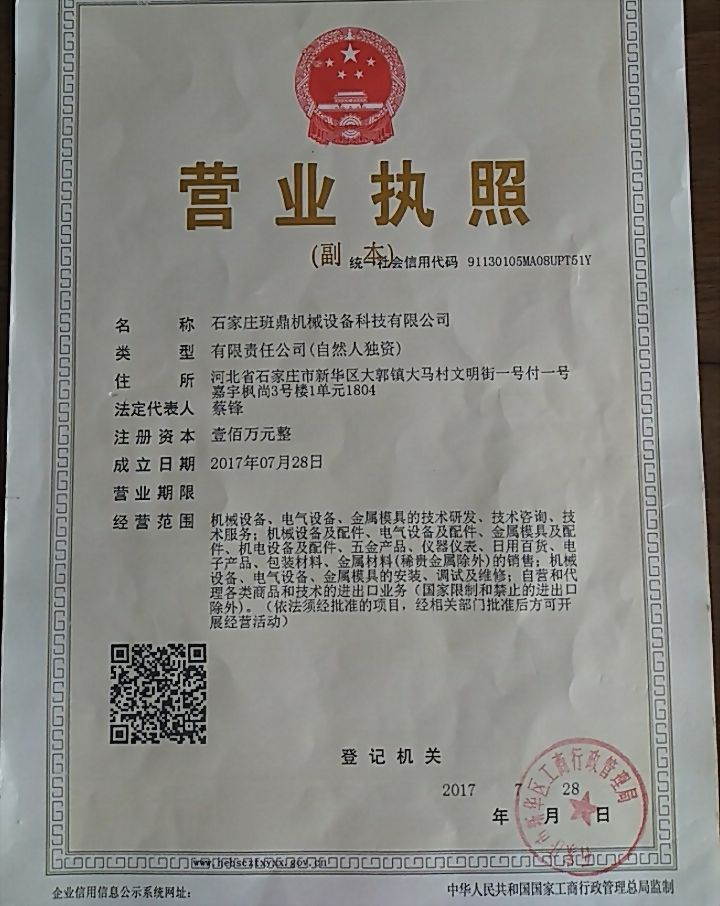 营业执照
(副 本)
统一社会信用代码 91130105MA08UPT51Y
名 称 石家庄班鼎机械设备科技有限公司
类 型 有限责任公司(自然人独资)
住 所 河北省石家庄市新华区大郭镇大马村文明街一号付一号
嘉宇枫尚3号楼1单元1804
法定代表人 蔡锋
注册资本 壹佰万元整
成立日期 2017年07月28日
营业期限
经营范围 机械设备、电气设备、金属模具的技术研发、技术咨询、技
术服务；机械设备及配件、电气设备及配件、金属模具及配
件、机电设备及配件、五金产品、仪器仪表、日用百货、电
子产品、包装材料、金属材料(稀贵金属除外)的销售；机械
设备、电气设备、金属模具的安装、调试及维修；自营和代
理各类商品和技术的进出口业务（国家限制和禁止的进出口
除外)。（依法须经批准的项目，经相关部门批准后方可开
展经营活动）
登记机关
2017 7 28
年 月 日
新华区工商行政管理局
www.hebscztxyxx.gov.cn
企业信用信息公示系统网址：
中华人民共和国国家工商行政管理总局监制